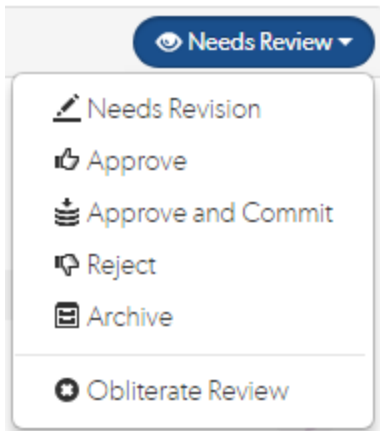 Needs Review
Needs Revision
Approve
Approve and Commit
Reject
Archive
Obliterate Review